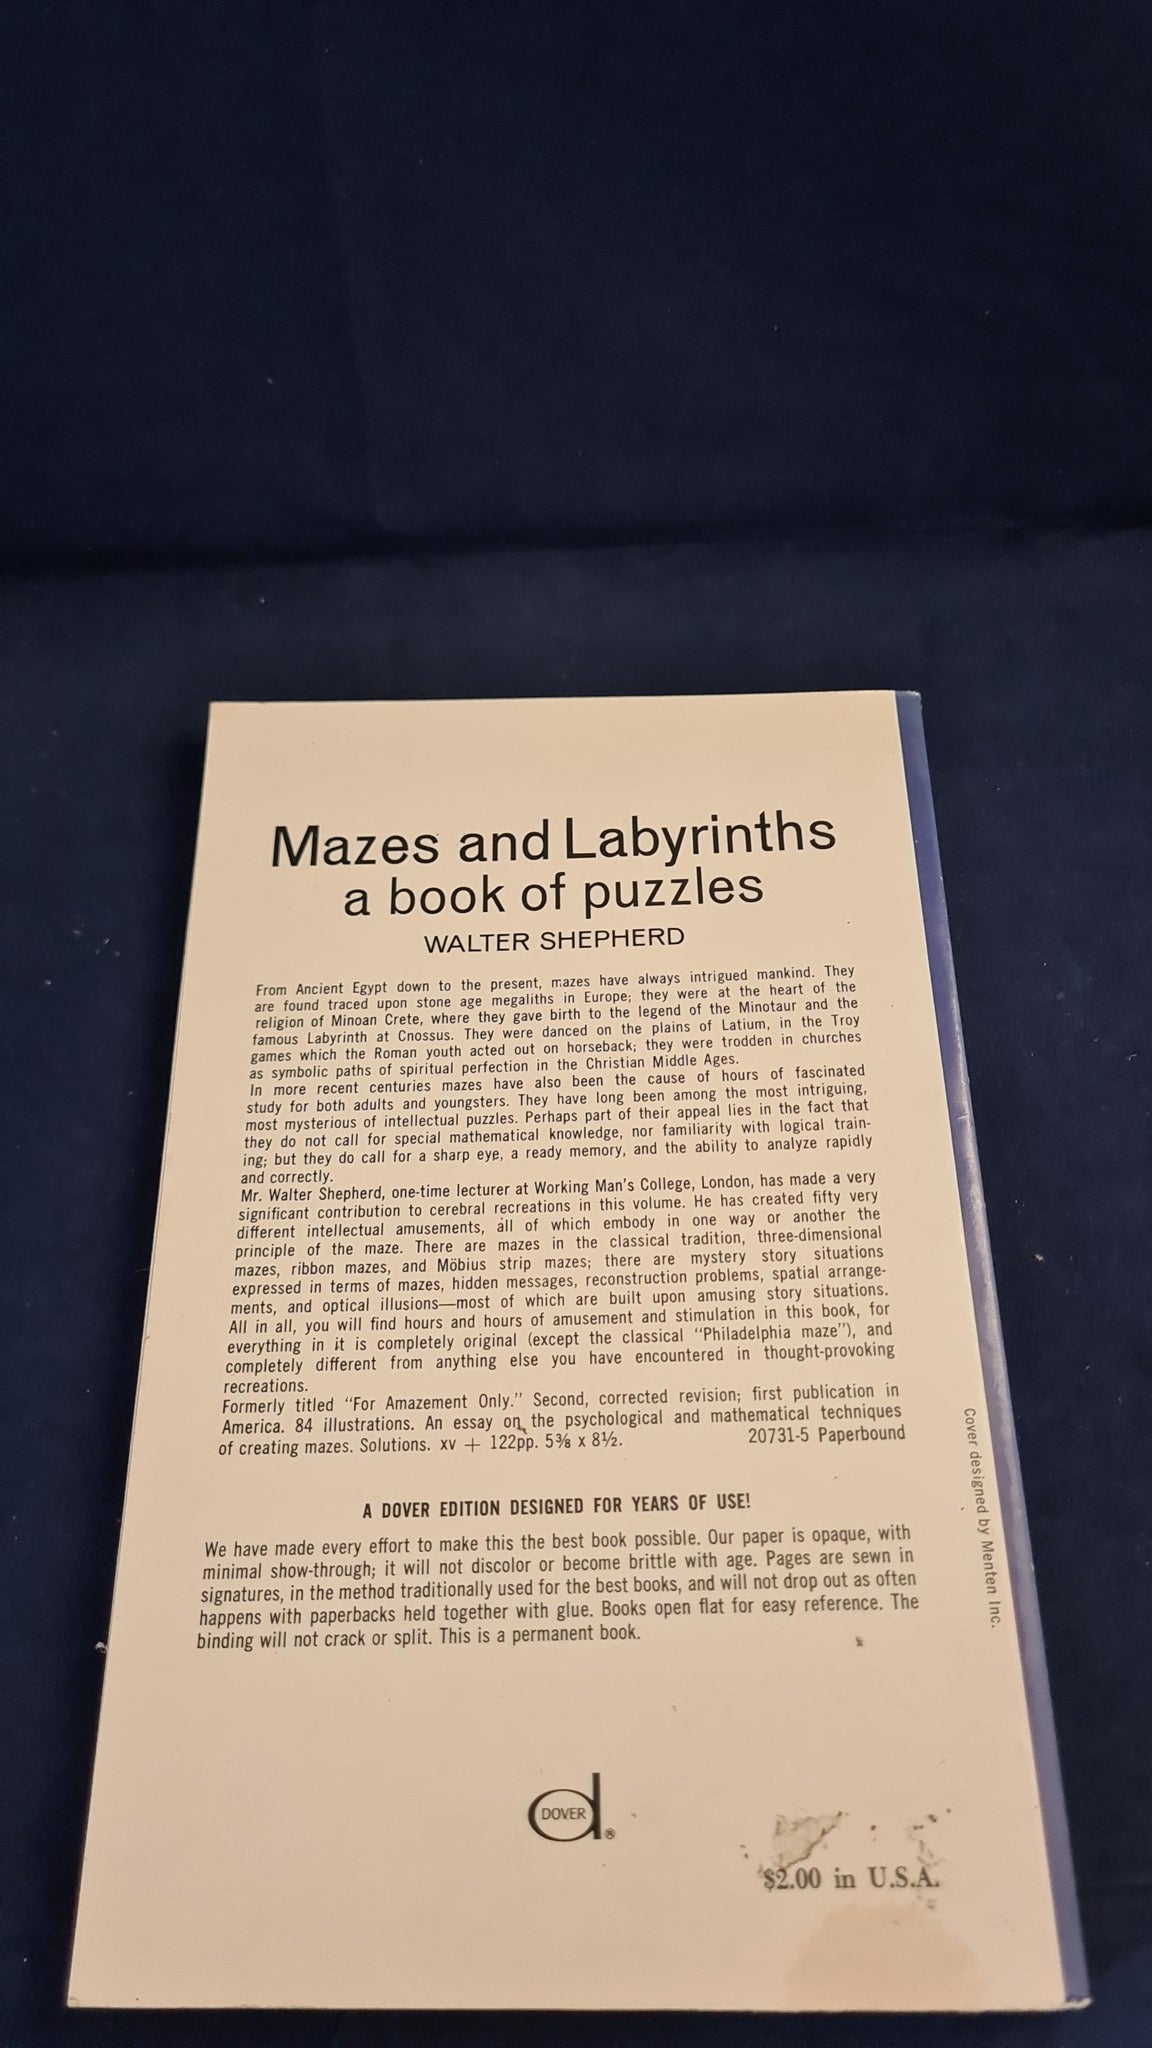 Mazes and Labyrinths
a book of puzzles
WALTER SHEPHERD
From Ancient Egypt down to the present, mazes have always intrigued mankind. They
are found traced upon stone age megaliths in Europe; they were at the heart of the
religion of Minoan Crete, where they gave birth to the legend of the Minotaur and the
famous Labyrinth at Cnossus. They were danced on the plains of Latium, in the Troy
games which the Roman youth acted out on horseback; they were trodden in churches
as symbolic paths of spiritual perfection in the Christian Middle Ages.
In more recent centuries mazes have also been the cause of hours of fascinated
study for both adults and youngsters. They have long been among the most intriguing,
most mysterious of intellectual puzzles. Perhaps part of their appeal lies in the fact that
they do not call for special mathematical knowledge, nor familiarity with logical train-
ing; but they do call for a sharp eye, a ready memory, and the ability to analyze rapidly
and correctly.
Mr. Walter Shepherd, one-time lecturer at Working Man's College, London, has made a very
significant contribution to cerebral recreations in this volume. He has created fifty very
different intellectual amusements, all of which embody in one way or another the
principle of the maze. There are mazes in the classical tradition, three-dimensional
mazes, ribbon mazes, and Möbius strip mazes; there are mystery story situations
expressed in terms of mazes, hidden messages, reconstruction problems, spatial arrange-
ments, and optical illusions—most of which are built upon amusing story situations.
All in all, you will find hours and hours of amusement and stimulation in this book, for
everything in it is completely original (except the classical "Philadelphia maze"), and
completely different from anything else you have encountered in thought-provoking
recreations.
Formerly titled "For Amazement Only." Second, corrected revision; first publication in
America. 84 illustrations. An essay on the psychological and mathematical techniques
of creating mazes. Solutions. xv + 122pp. 5⅜ x 8½. 20731-5 Paperbound
A DOVER EDITION DESIGNED FOR YEARS OF USE!
We have made every effort to make this the best book possible. Our paper is opaque, with
minimal show-through; it will not discolor or become brittle with age. Pages are sewn in
signatures, in the method traditionally used for the best books, and will not drop out as often
happens with paperbacks held together with glue. Books open flat for easy reference. The
binding will not crack or split. This is a permanent book.
Cover designed by Menten Inc.
DOVER ®
$2.00 in U.S.A.